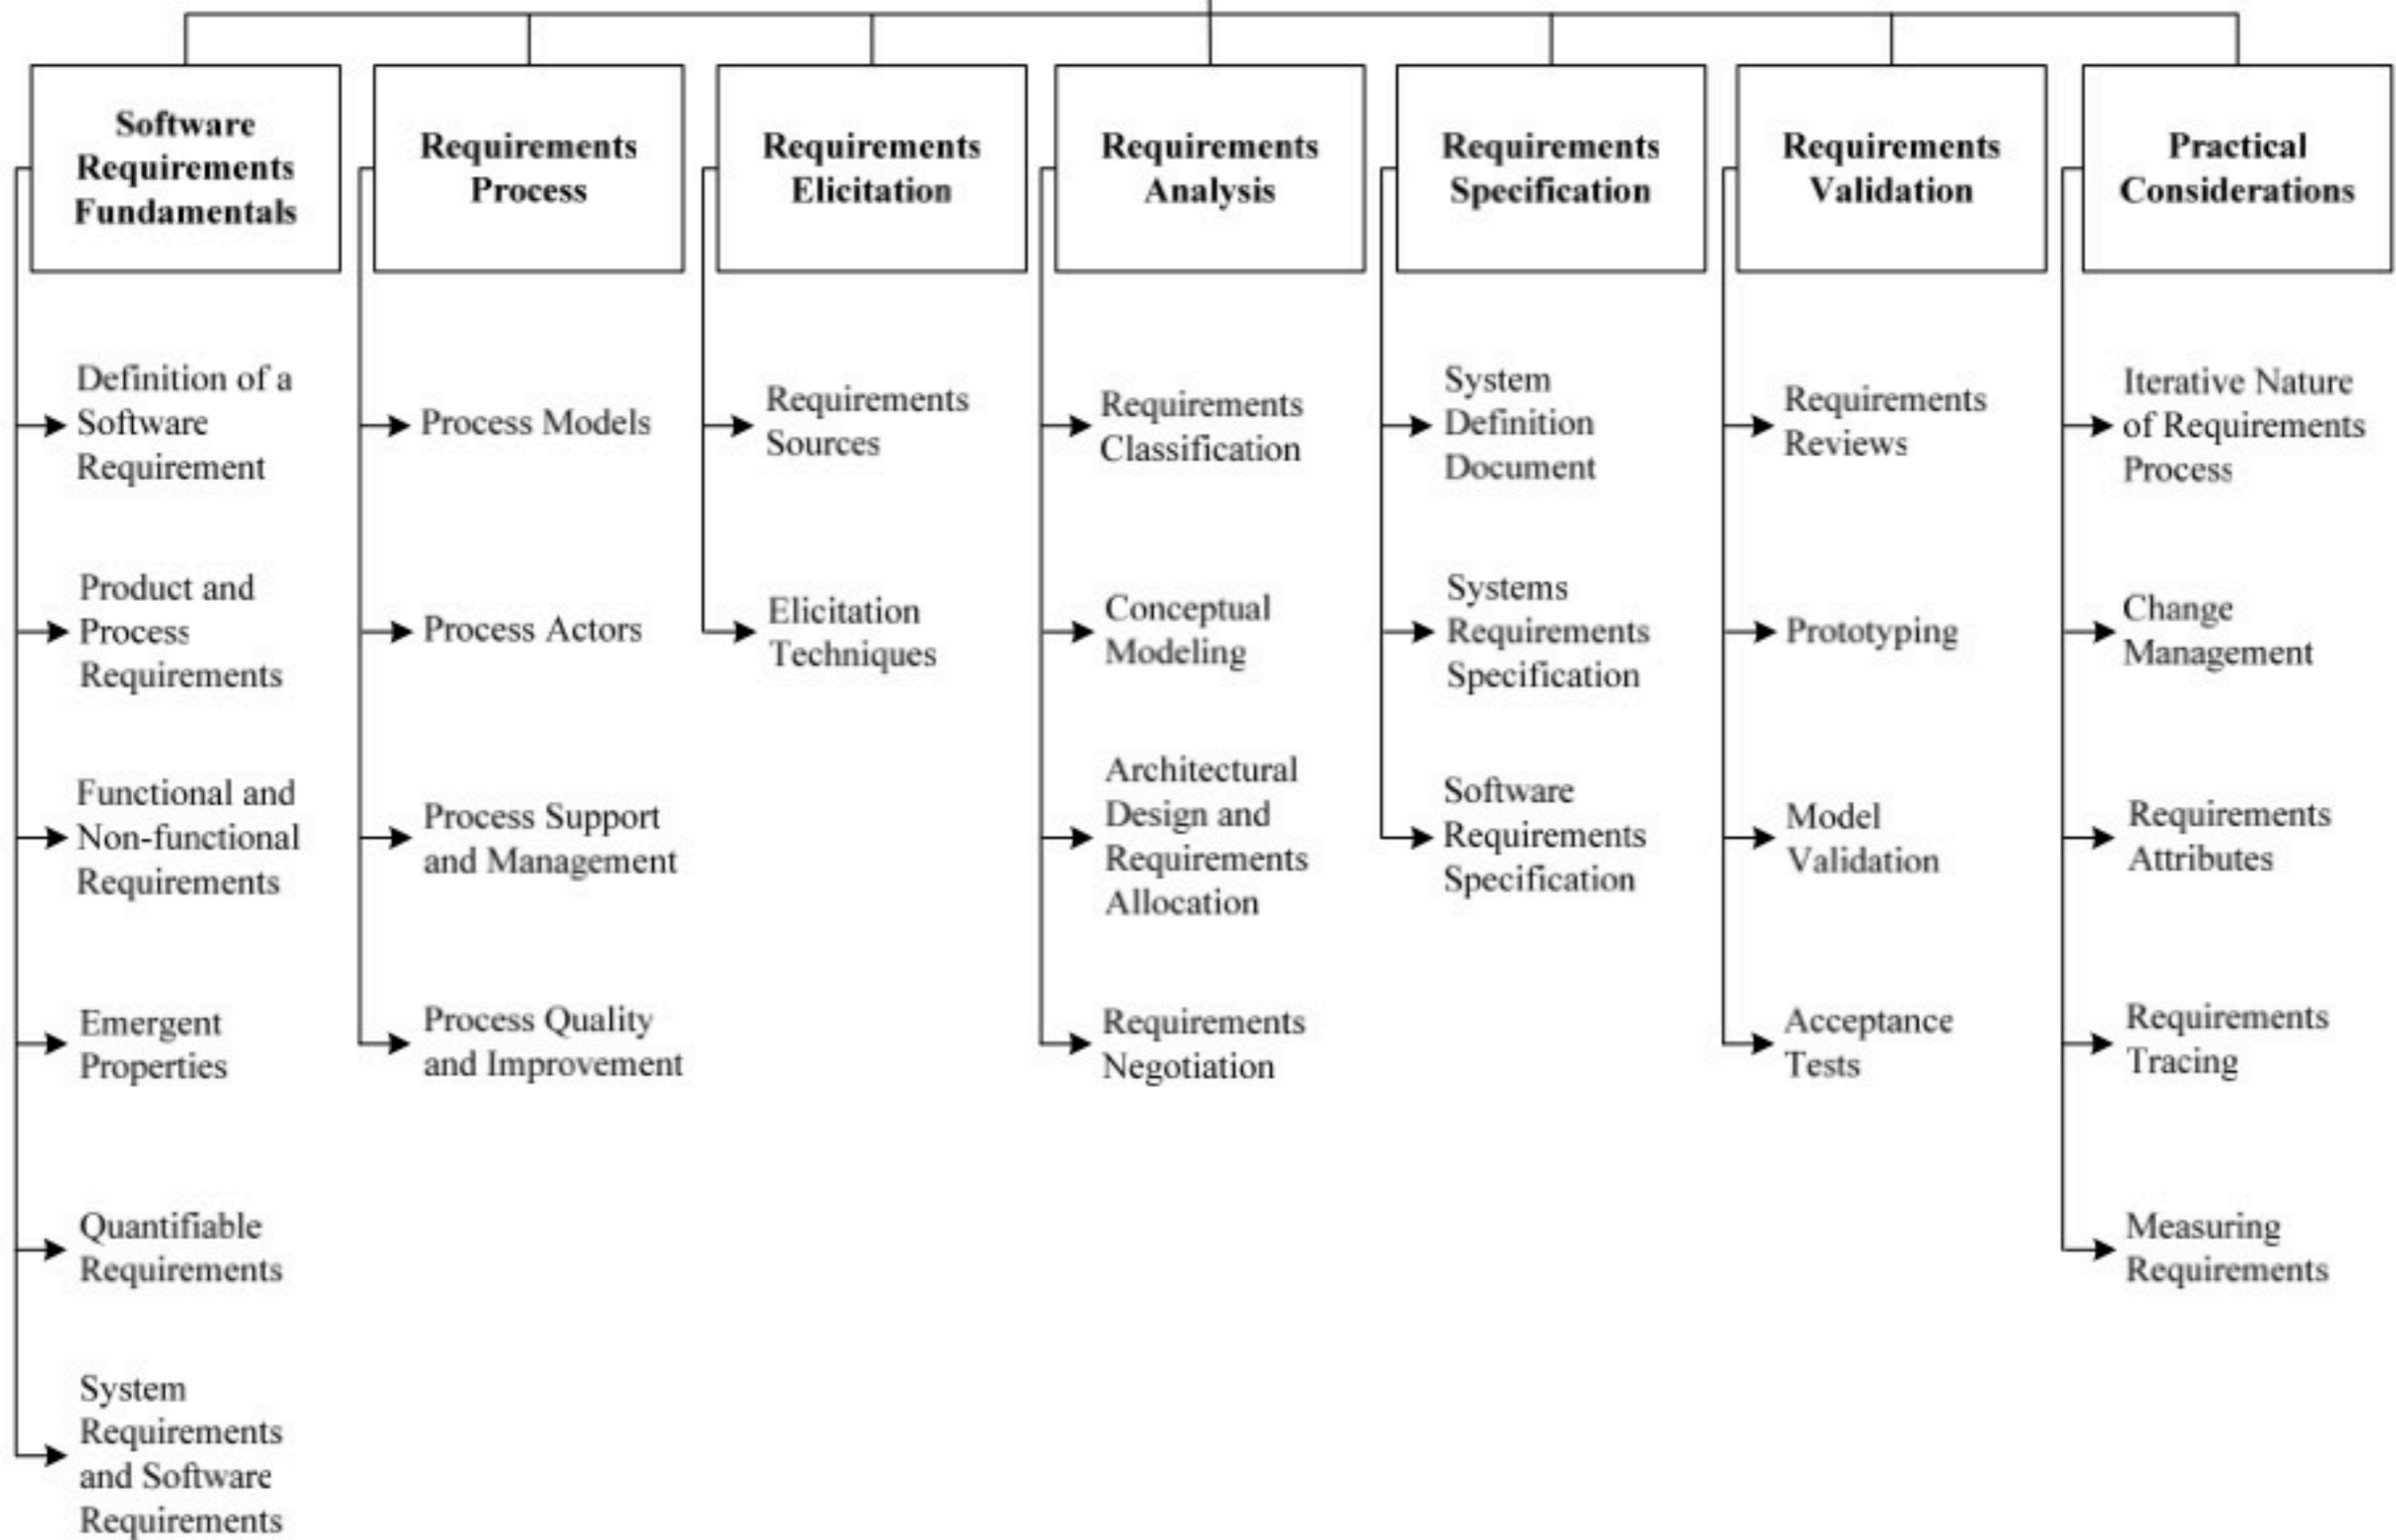 Software
Requirements
Fundamentals
Definition of a
Software
Requirement
Product and
Process
Requirements
Functional and
Non-functional
Requirements
Emergent
Properties
Quantifiable
Requirements
System
Requirements
and Software
Requirements
Requirements
Process
Process Models
Process Actors
Process Support
and Management
Process Quality
and Improvement
Requirements
Elicitation
Requirements
Sources
Elicitation
Techniques
Requirements
Analysis
Requirements
Classification
Conceptual
Modeling
Architectural
Design and
Requirements
Allocation
Requirements
Negotiation
Requirements
Specification
System
Definition
Document
Systems
Requirements
Specification
Software
Requirements
Specification
Requirements
Validation
Requirements
Reviews
Prototyping
Model
Validation
Acceptance
Tests
Practical
Considerations
Iterative Nature
of Requirements
Process
Change
Management
Requirements
Attributes
Requirements
Tracing
Measuring
Requirements